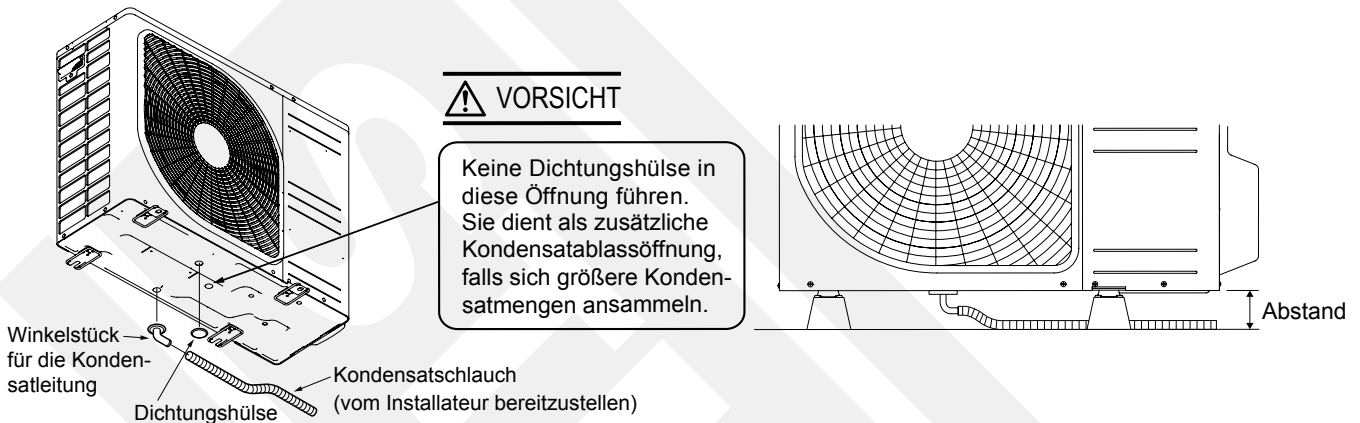 VORSICHT
Keine Dichtungshülse in
diese Öffnung führen.
Sie dient als zusätzliche
Kondensatablassöffnung,
falls sich größere Konden-
satmengen ansammeln.
Abstand
Winkelstück
für die Konden-
satleitung
Dichtungshülse
Kondensatschlauch
(vom Installateur bereitzustellen)